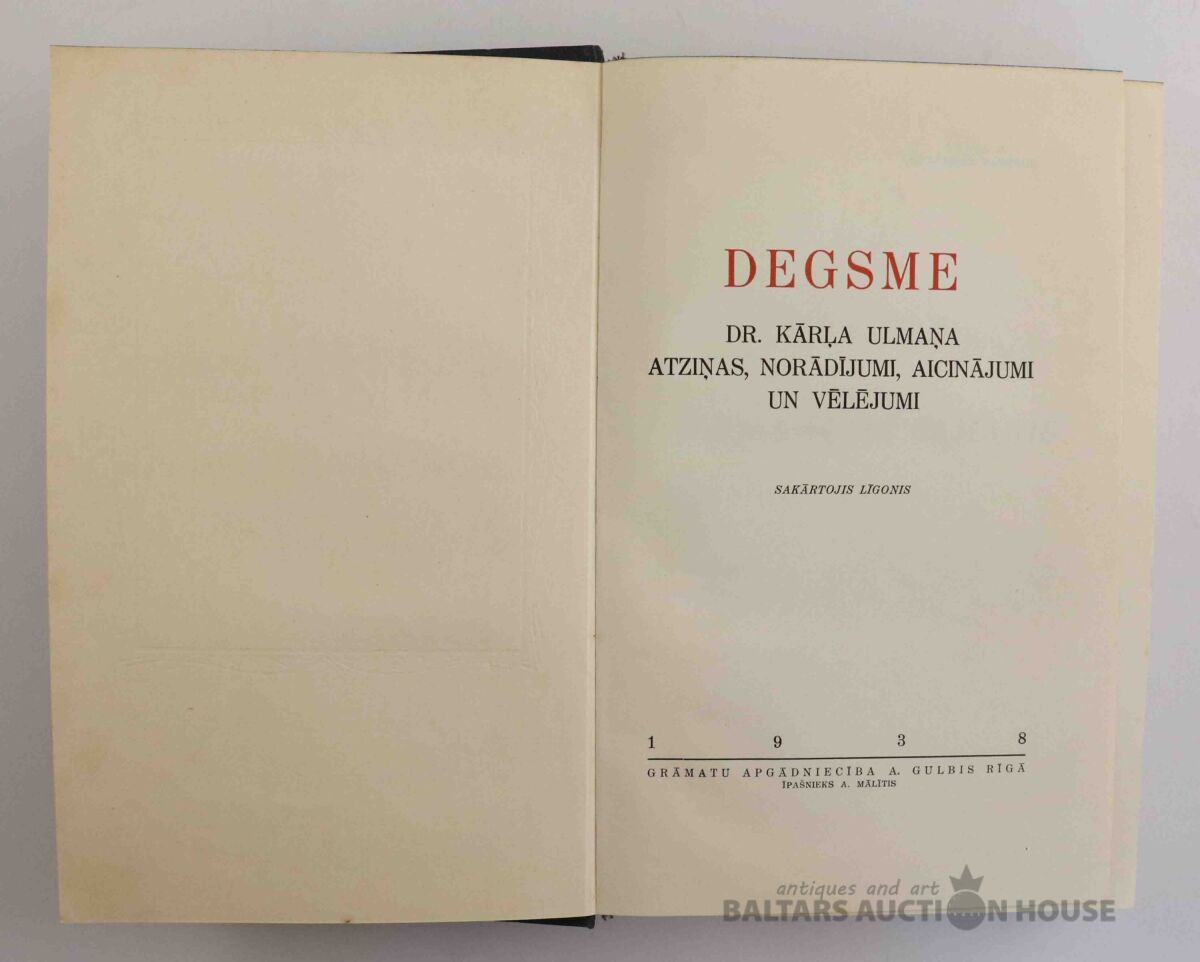 DEGSME
DR. KĀRĻA ULMAŅA
ATZIŅAS, NORĀDĪJUMI, AICINĀJUMI
UN VĒLĒJUMI
SAKĀRTOJIS LĪGONIS
1 9 3 8
GRĀMATU APGĀDNIECĪBA A. GULBIS RĪGĀ
ĪPAŠNIEKS A. MĀLĪTIS
antiques and art
BALTARS AUCTION HOUSE